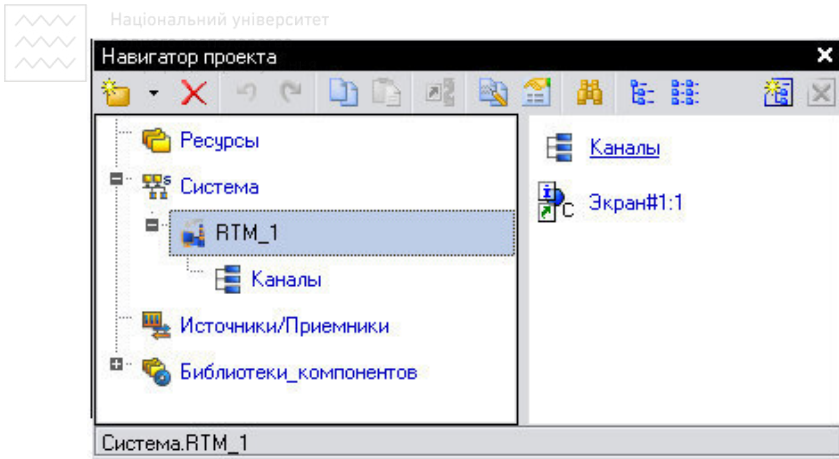 Національний університет
Навигатор проекта
Ресурсы
Система
RTM_1
Каналы
Источники/Приемники
Библиотеки_компонентов
Каналы
Экран#1:1
Система.RTM_1